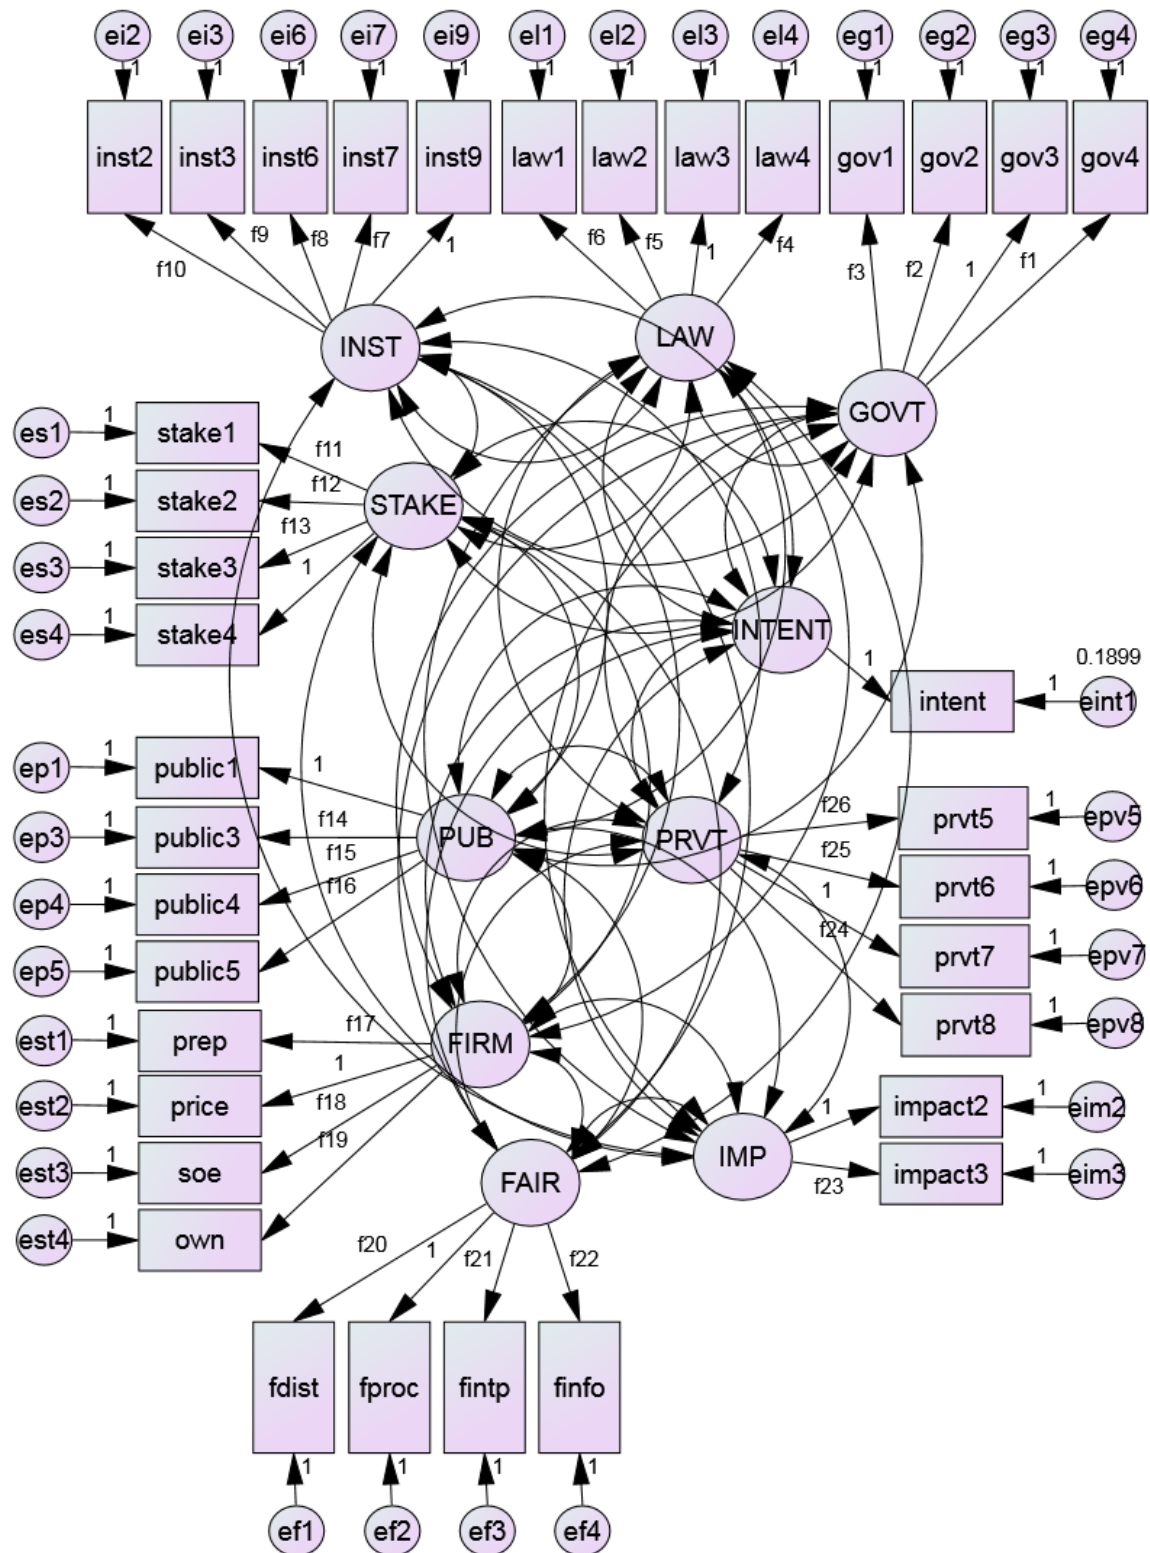 ei2 ei3 ei6 ei7 ei9 el1 el2 el3 el4 eg1 eg2 eg3 eg4
1 1 1 1 1 1 1 1 1 1 1 1 1
inst2 inst3 inst6 inst7 inst9 law1 law2 law3 law4 gov1 gov2 gov3 gov4
f10 f9 f8 f7 1 f6 f5 1 f4 f3 f2 1 f1
INST LAW GOVT
es1 1 stake1 f11
es2 1 stake2 f12
es3 1 stake3 f13
es4 1 stake4 1
STAKE
INTENT
1 intent 1 eint1
0.1899
ep1 1 public1 1
ep3 1 public3 f14
ep4 1 public4 f15
ep5 1 public5 f16
PUB PRVT
f26 prvt5 1 epv5
f25 prvt6 1 epv6
1 prvt7 1 epv7
f24 prvt8 1 epv8
est1 1 prep f17
est2 1 price 1
est3 1 soe f18
est4 1 own f19
FIRM
FAIR IMP
1 impact2 1 eim2
f23 impact3 1 eim3
f20 1 f21 f22
fdist fproc fintp finfo
1 1 1 1
ef1 ef2 ef3 ef4